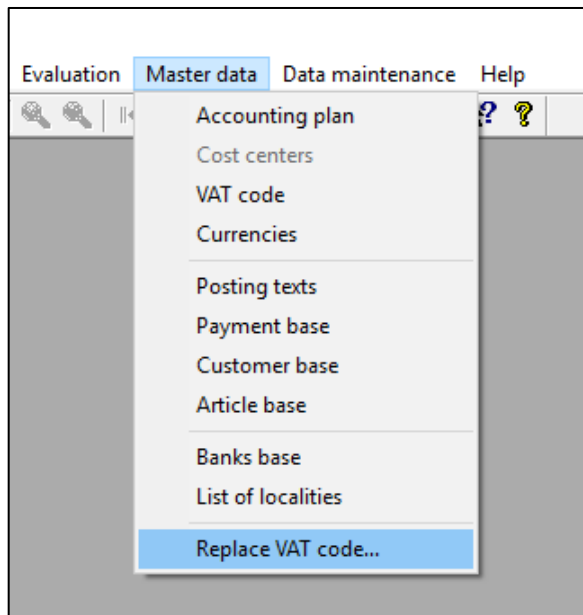 Evaluation Master data Data maintenance Help
Accounting plan
Cost centers
VAT code
Currencies
Posting texts
Payment base
Customer base
Article base
Banks base
List of localities
Replace VAT code...